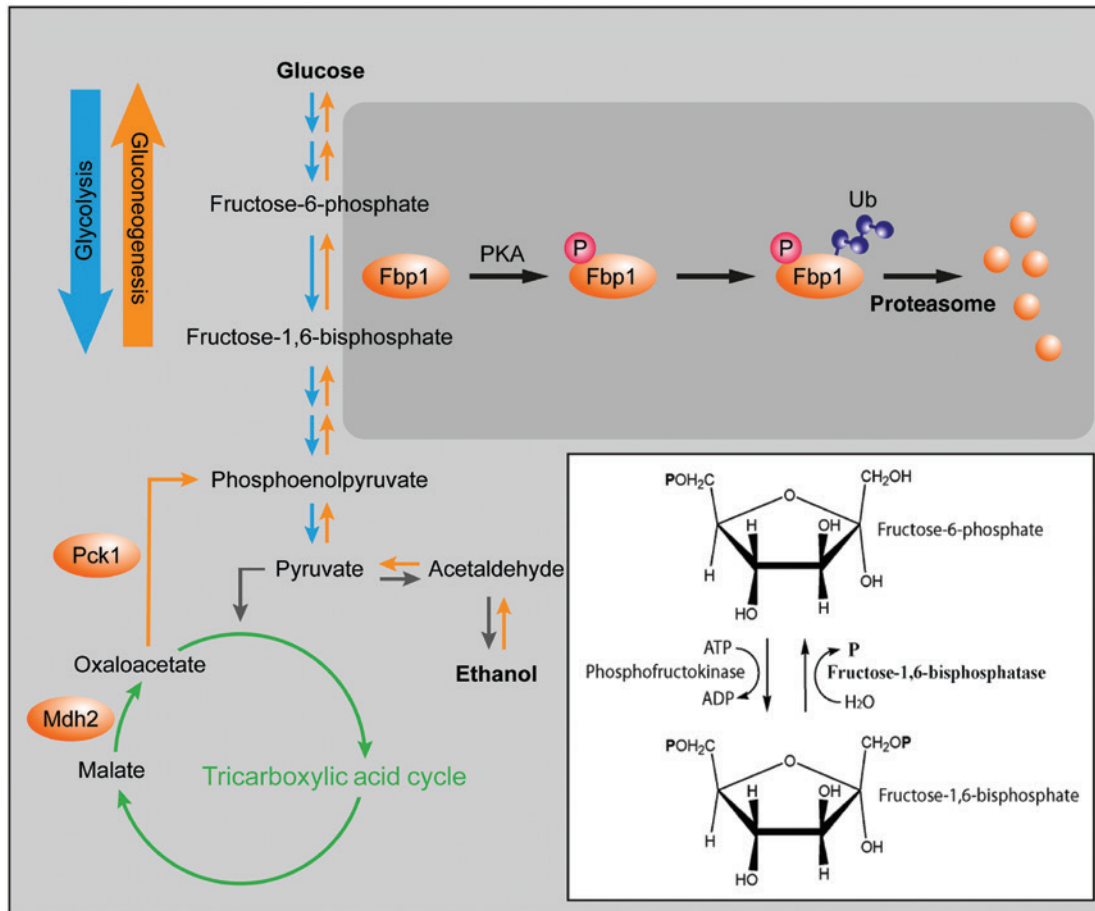 Glucose
Glycolysis
Gluconeogenesis
Fructose-6-phosphate
Fructose-1,6-bisphosphate
Phosphoenolpyruvate
Pyruvate
Acetaldehyde
Ethanol
Pck1
Oxaloacetate
Mdh2
Malate
Tricarboxylic acid cycle
Fbp1
PKA
P
Fbp1
P
Ub
Fbp1
Proteasome
POH2C
O
CH2OH
H
OH
H
H
OH
HO
H
Fructose-6-phosphate
ATP
Phosphofructokinase
ADP
P
Fructose-1,6-bisphosphatase
H2O
POH2C
O
CH2OP
H
OH
H
H
OH
HO
H
Fructose-1,6-bisphosphate